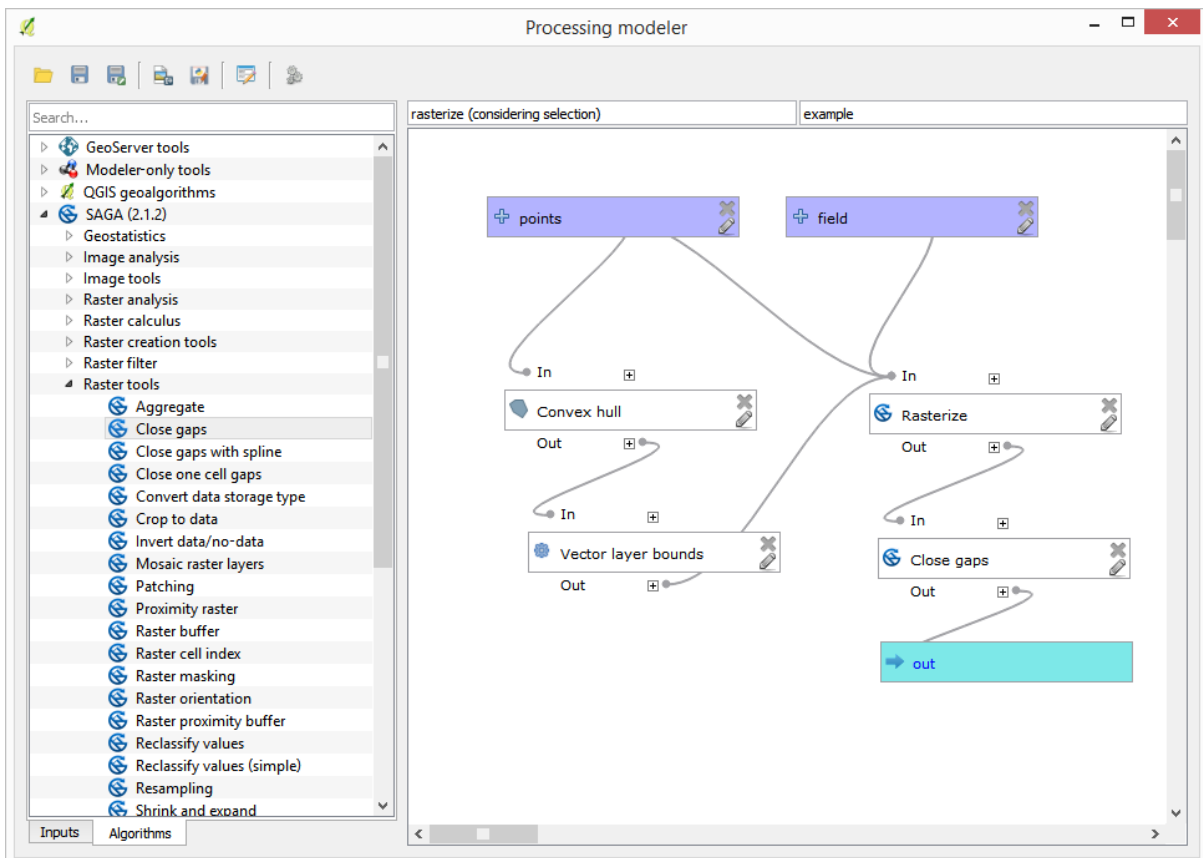 Processing modeler
Search...
rasterize (considering selection)
example
GeoServer tools
Modeler-only tools
QGIS geoalgorithms
SAGA (2.1.2)
Geostatistics
Image analysis
Image tools
Raster analysis
Raster calculus
Raster creation tools
Raster filter
Raster tools
Aggregate
Close gaps
Close gaps with spline
Close one cell gaps
Convert data storage type
Crop to data
Invert data/no-data
Mosaic raster layers
Patching
Proximity raster
Raster buffer
Raster cell index
Raster masking
Raster orientation
Raster proximity buffer
Reclassify values
Reclassify values (simple)
Resampling
Shrink and expand
Inputs
Algorithms
points
field
In
Convex hull
Out
In
Rasterize
Out
In
Vector layer bounds
Out
In
Close gaps
Out
out